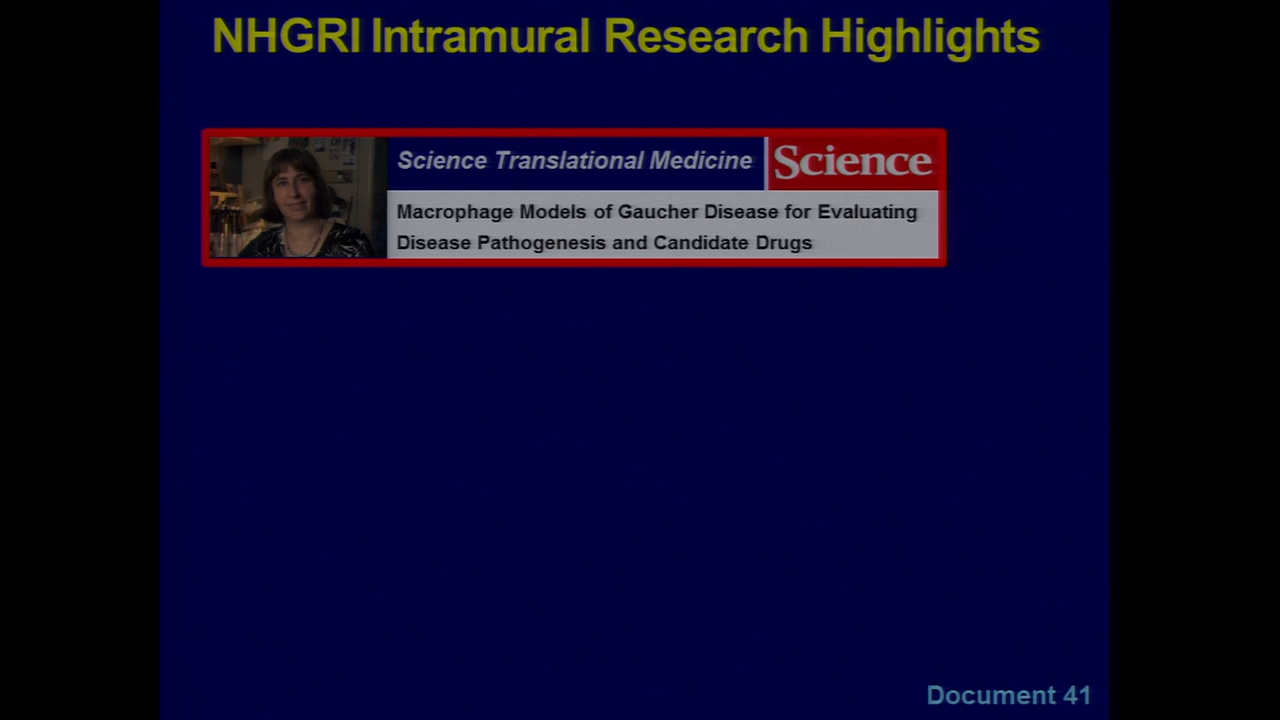 NHGRI Intramural Research Highlights
Science Translational Medicine
Science
Macrophage Models of Gaucher Disease for Evaluating
Disease Pathogenesis and Candidate Drugs
Document 41